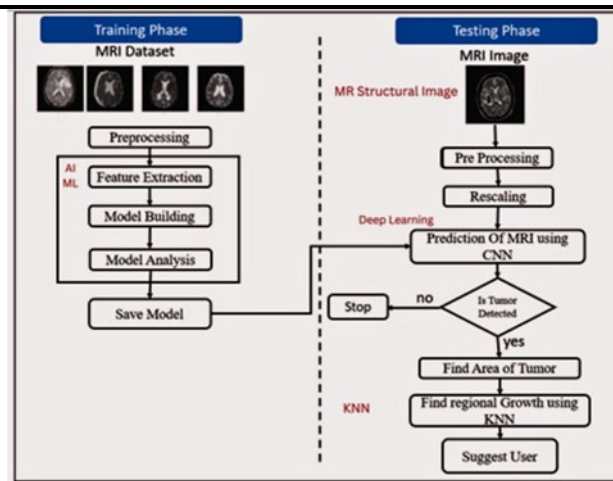 Training Phase
MRI Dataset
Preprocessing
AI
ML
Feature Extraction
Model Building
Model Analysis
Save Model
Testing Phase
MRI Image
MR Structural Image
Pre Processing
Rescaling
Deep Learning
Prediction Of MRI using
CNN
Is Tumor
Detected
no
Stop
yes
Find Area of Tumor
KNN
Find regional Growth using
KNN
Suggest User